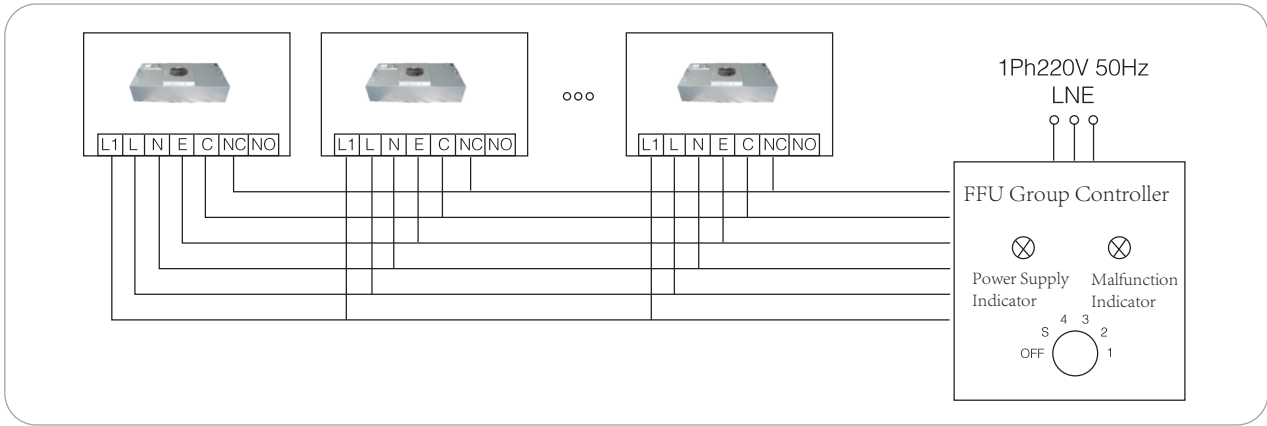 L1 L N E C NC NO
L1 L N E C NC NO
L1 L N E C NC NO
1Ph220V 50Hz
LNE
FFU Group Controller
Power Supply
Indicator
Malfunction
Indicator
OFF S 4 3 2 1